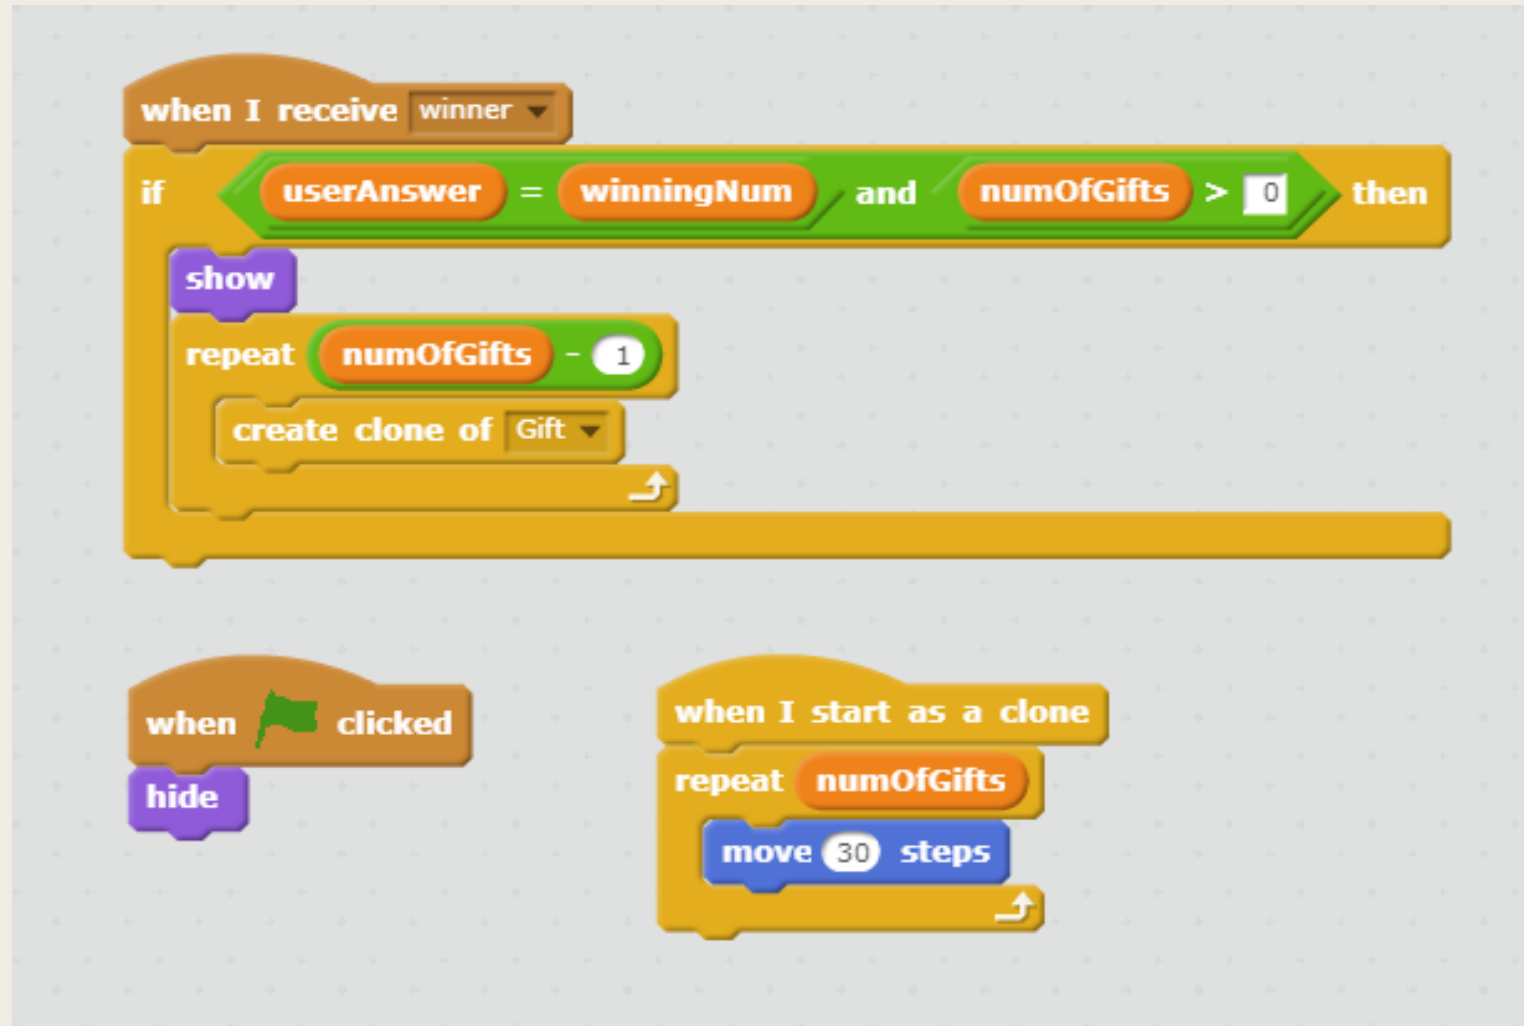 when I receive winner
if userAnswer = winningNum and numOfGifts > 0 then
show
repeat numOfGifts - 1
create clone of Gift
when clicked
hide
when I start as a clone
repeat numOfGifts
move 30 steps